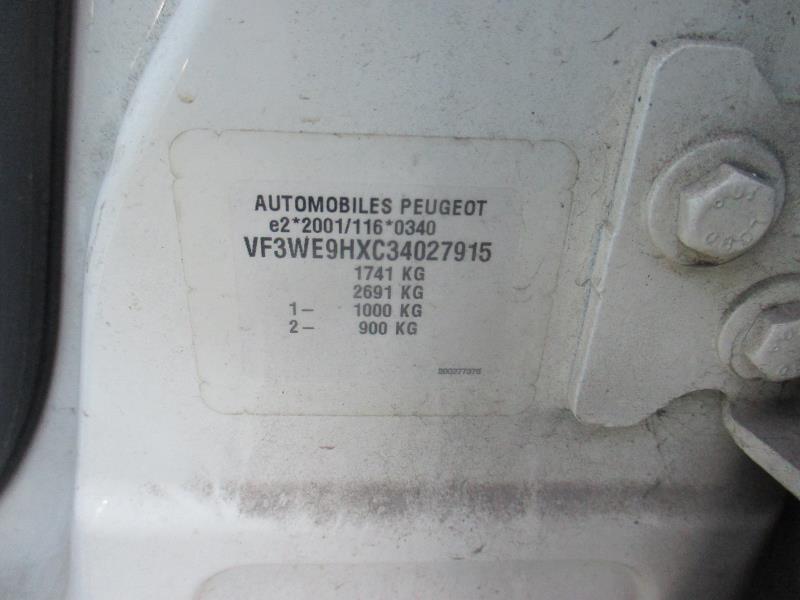 AUTOMOBILES PEUGEOT
e2*2001/116*0340
VF3WE9HXC34027915
1741 KG
2691 KG
1– 1000 KG
2– 900 KG